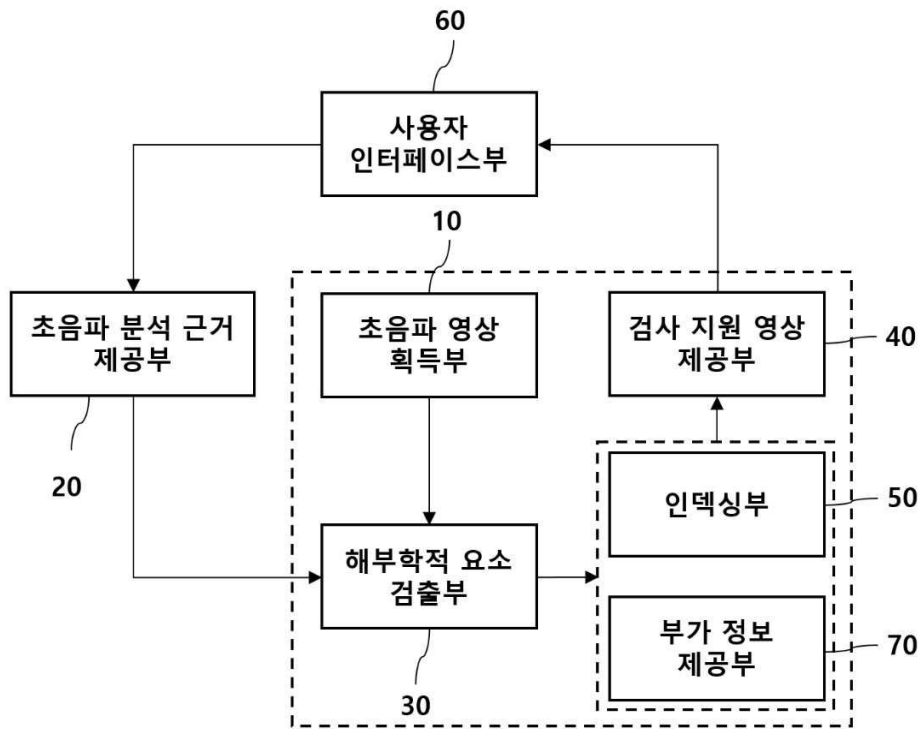 60
사용자
인터페이스부
10
초음파 분석 근거
제공부
초음파 영상
획득부
검사 지원 영상
제공부
40
20
인덱싱부
50
해부학적 요소
검출부
부가 정보
제공부
70
30